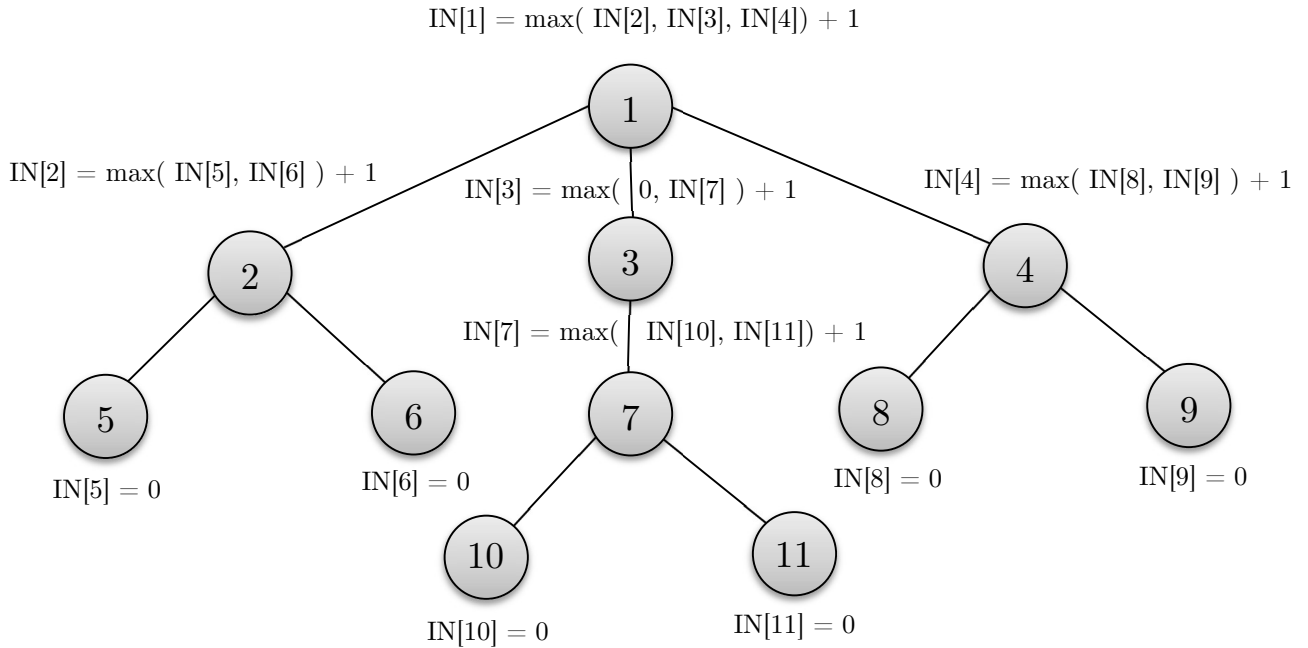 IN[1] = max( IN[2], IN[3], IN[4]) + 1
1
IN[2] = max( IN[5], IN[6] ) + 1
IN[3] = max( 0, IN[7] ) + 1
IN[4] = max( IN[8], IN[9] ) + 1
2
3
4
IN[7] = max( IN[10], IN[11]) + 1
5
6
7
8
9
IN[5] = 0
IN[6] = 0
IN[8] = 0
IN[9] = 0
10
11
IN[10] = 0
IN[11] = 0